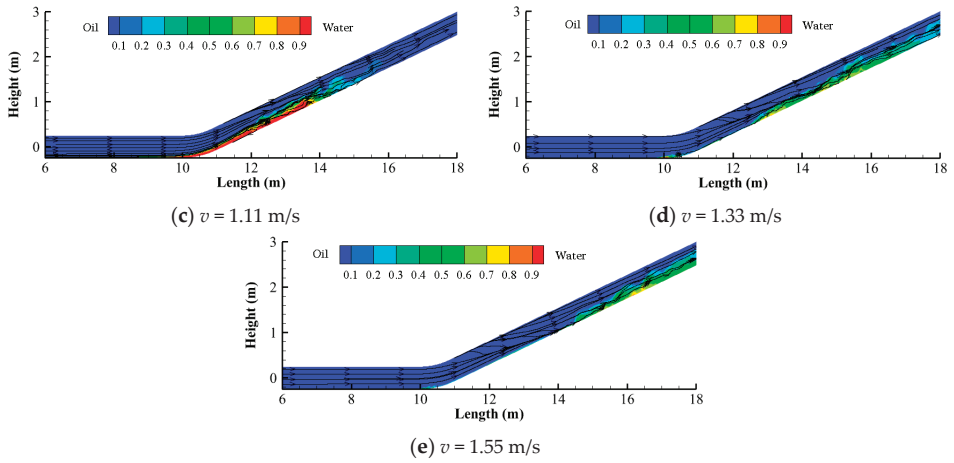 Oil Water
0.1 0.2 0.3 0.4 0.5 0.6 0.7 0.8 0.9
Height (m)
3
2
1
0
6 8 10 12 14 16 18
Length (m)
(c) v = 1.11 m/s
Oil Water
0.1 0.2 0.3 0.4 0.5 0.6 0.7 0.8 0.9
Height (m)
3
2
1
0
6 8 10 12 14 16 18
Length (m)
(d) v = 1.33 m/s
Oil Water
0.1 0.2 0.3 0.4 0.5 0.6 0.7 0.8 0.9
Height (m)
3
2
1
0
6 8 10 12 14 16 18
Length (m)
(e) v = 1.55 m/s